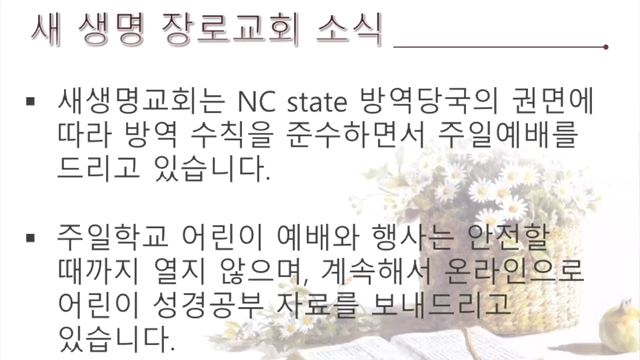 새 생명 장로교회 소식
▪ 새생명교회는 NC state 방역당국의 권면에
따라 방역 수칙을 준수하면서 주일예배를
드리고 있습니다.
▪ 주일학교 어린이 예배와 행사는 안전할
때까지 열지 않으며, 계속해서 온라인으로
어린이 성경공부 자료를 보내드리고
있습니다.